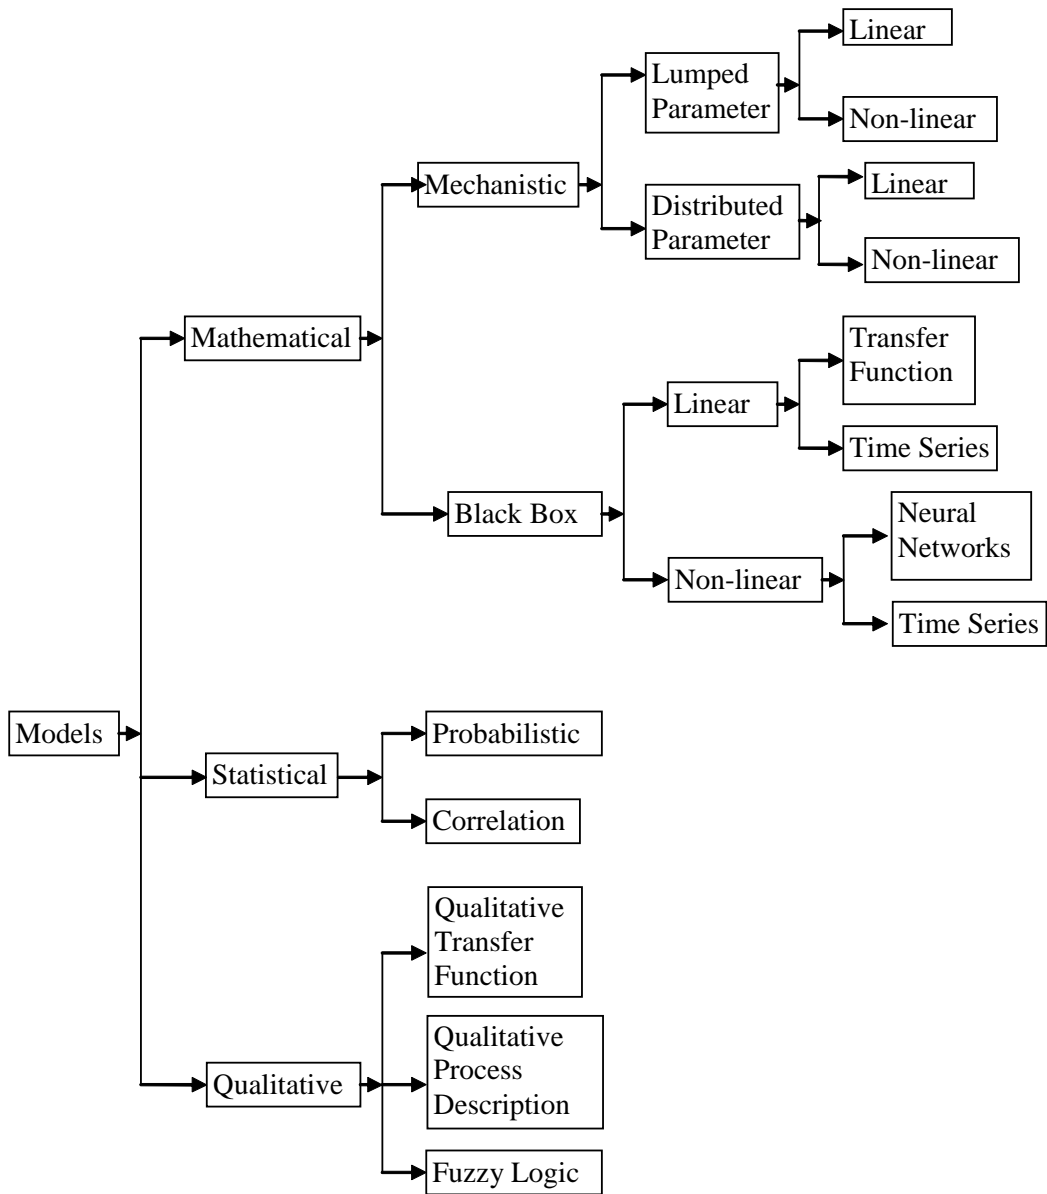 Linear
Lumped
Parameter
Non-linear
Mechanistic
Linear
Distributed
Parameter
Non-linear
Mathematical
Transfer
Function
Linear
Time Series
Black Box
Neural
Networks
Non-linear
Time Series
Models
Probabilistic
Statistical
Correlation
Qualitative
Transfer
Function
Qualitative
Process
Description
Qualitative
Fuzzy Logic